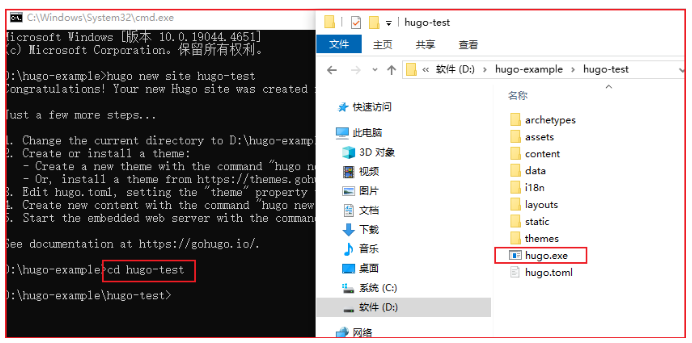 C:\Windows\System32\cmd.exe
Microsoft Windows [版本 10.0.19044.4651]
(c) Microsoft Corporation。保留所有权利。
D:\hugo-example>hugo new site hugo-test
Congratulations! Your new Hugo site was created
Just a few more steps...
1. Change the current directory to D:\hugo-examp
2. Create or install a theme:
- Create a new theme with the command "hugo ne
- Or, install a theme from https://themes.goh
3. Edit hugo.toml, setting the "theme" property
4. Create new content with the command "hugo new
5. Start the embedded web server with the comman
See documentation at https://gohugo.io/.
D:\hugo-example>cd hugo-test
D:\hugo-example\hugo-test>
hugo-test
文件 主页 共享 查看
« 软件 (D:) › hugo-example › hugo-test
快速访问
此电脑
3D 对象
视频
图片
文档
下载
音乐
桌面
系统 (C:)
软件 (D:)
网络
名称
archetypes
assets
content
data
i18n
layouts
static
themes
hugo.exe
hugo.toml